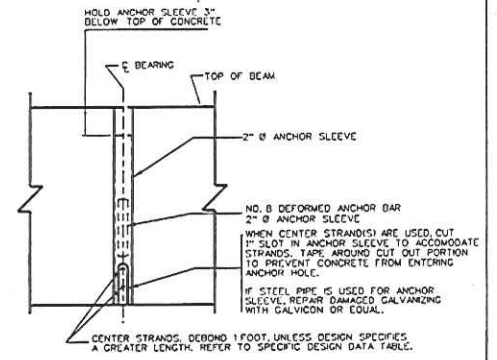 HOLD ANCHOR SLEEVE 3"
BELOW TOP OF CONCRETE
℄ BEARING
TOP OF BEAM
2" Ø ANCHOR SLEEVE
NO. 8 DEFORMED ANCHOR BAR
2" Ø ANCHOR SLEEVE
WHEN CENTER STRAND(S) ARE USED, CUT
1" SLOT IN ANCHOR SLEEVE TO ACCOMODATE
STRANDS. TAPE AROUND CUT OUT PORTION
TO PREVENT CONCRETE FROM ENTERING
ANCHOR HOLE.
IF STEEL PIPE IS USED FOR ANCHOR
SLEEVE, REPAIR DAMAGED GALVANIZING
WITH GALVICON OR EQUAL.
CENTER STRANDS. DEBOND 1 FOOT, UNLESS DESIGN SPECIFIES
A GREATER LENGTH. REFER TO SPECIFIC DESIGN DATA TABLE.